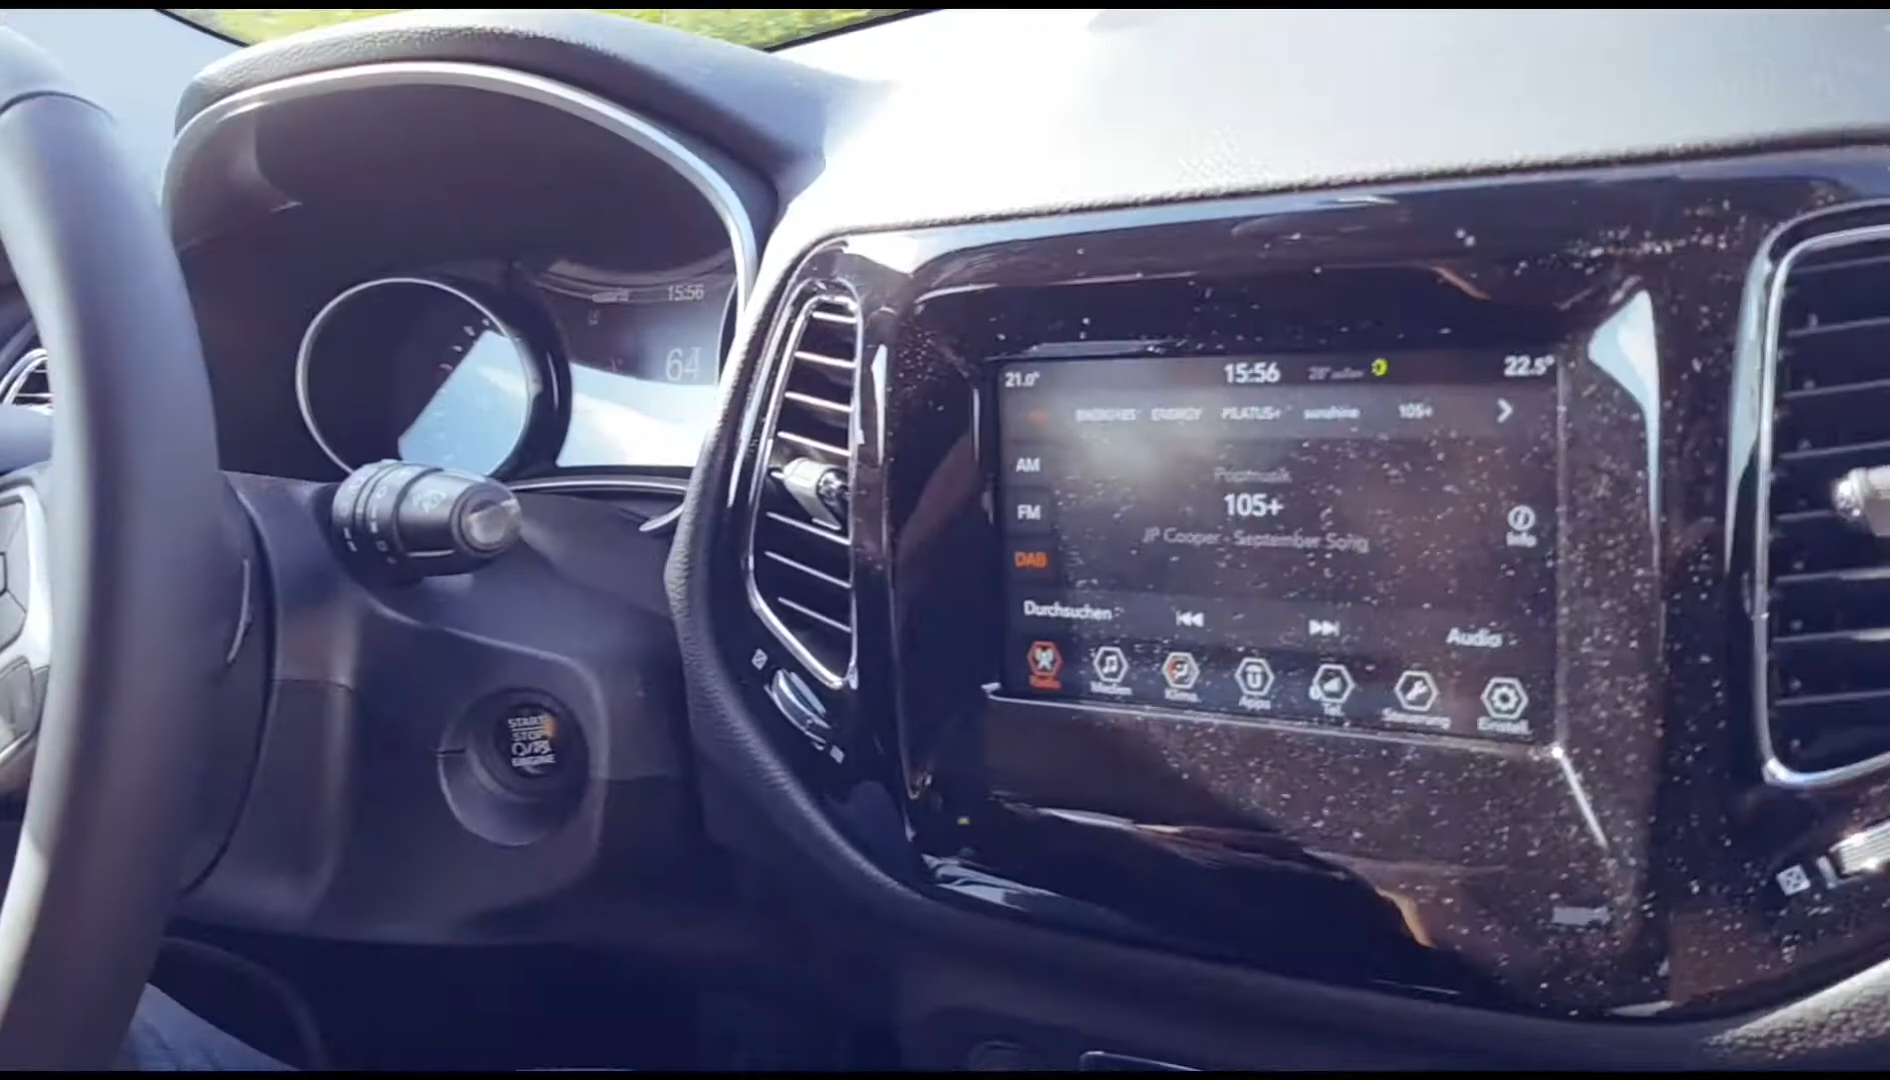 15:56
64
21.0° 15:56 22.5°
ENERGY PILATUS+ sunshine 105+
AM
Popmusik
105+
FM
JP Cooper - September Song
Info
DAB
Durchsuchen
Audio
Radio Medien Klima Apps Tel. Steuerung Einstell.
START
STOP
ENGINE